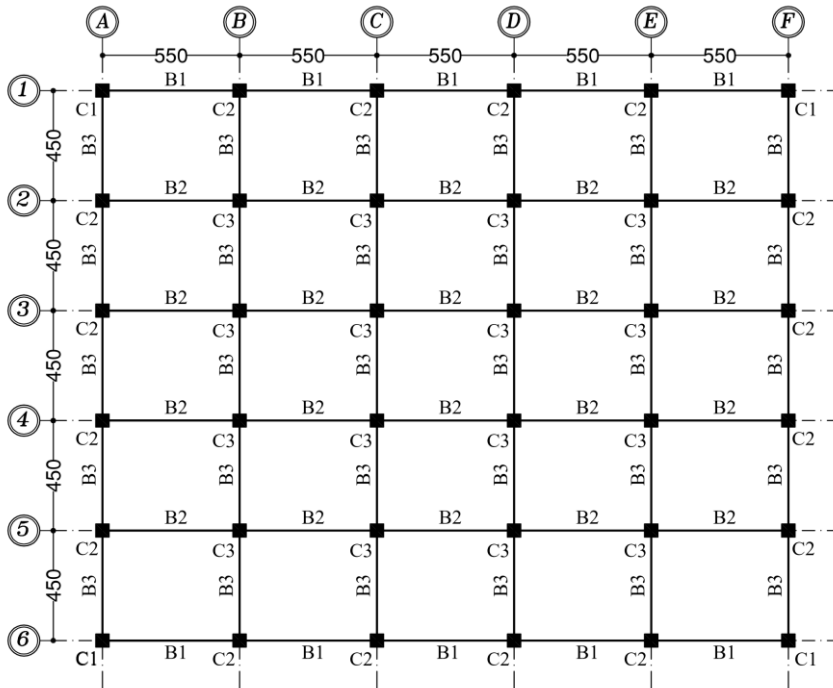 A B C D E F
550 550 550 550 550
B1 B1 B1 B1 B1
1
C1 C2 C2 C2 C2 C1
450 B3 B3 B3 B3 B3 B3
B2 B2 B2 B2 B2
2
C2 C3 C3 C3 C3 C2
450 B3 B3 B3 B3 B3 B3
B2 B2 B2 B2 B2
3
C2 C3 C3 C3 C3 C2
450 B3 B3 B3 B3 B3 B3
B2 B2 B2 B2 B2
4
C2 C3 C3 C3 C3 C2
450 B3 B3 B3 B3 B3 B3
B2 B2 B2 B2 B2
5
C2 C3 C3 C3 C3 C2
450 B3 B3 B3 B3 B3 B3
6
C1 B1 C2 B1 C2 B1 C2 B1 C2 B1 C1